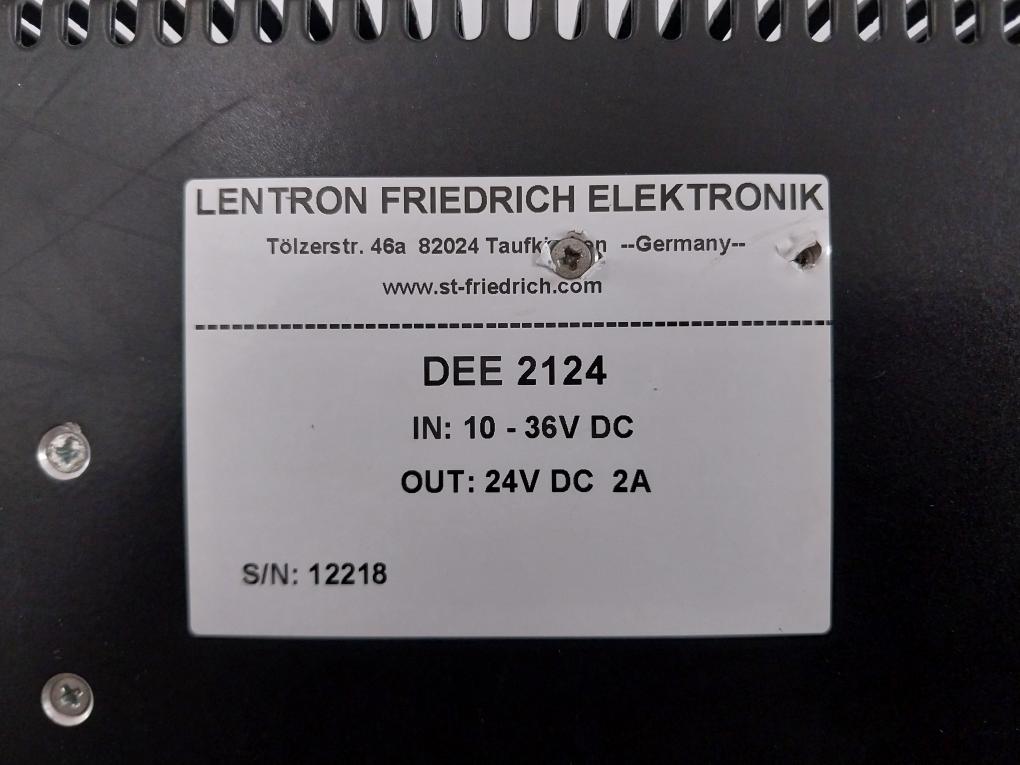 LENTRON FRIEDRICH ELEKTRONIK
Tölzerstr. 46a 82024 --Germany--
www.st-friedrich.com
DEE 2124
IN: 10 - 36V DC
OUT: 24V DC 2A
S/N: 12218